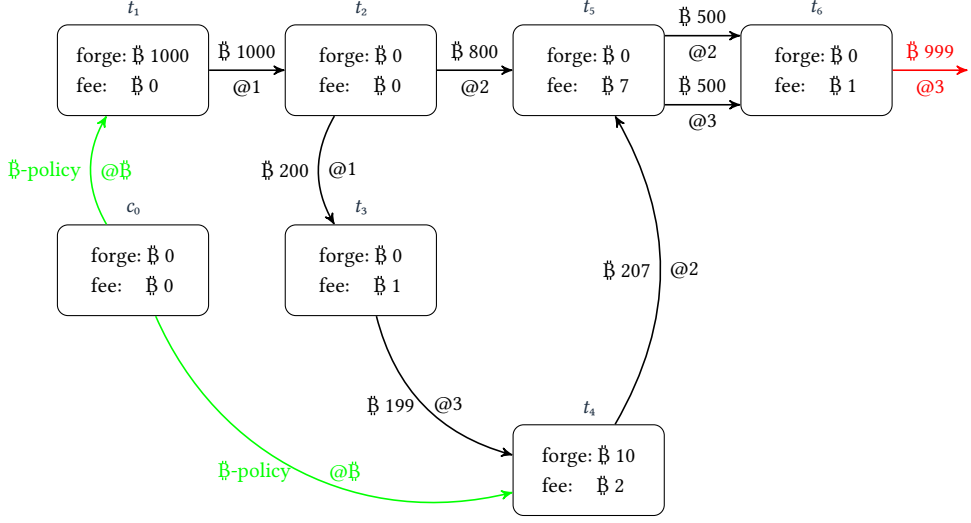 t₁
forge: ₿ 1000
fee: ₿ 0
₿ 1000
@1
t₂
forge: ₿ 0
fee: ₿ 0
₿ 800
@2
t₅
forge: ₿ 0
fee: ₿ 7
₿ 500
@2
₿ 500
@3
t₆
forge: ₿ 0
fee: ₿ 1
₿ 999
@3
₿-policy @₿
₿ 200 @1
c₀
forge: ₿ 0
fee: ₿ 0
t₃
forge: ₿ 0
fee: ₿ 1
₿ 207 @2
₿ 199 @3
t₄
forge: ₿ 10
fee: ₿ 2
₿-policy @₿